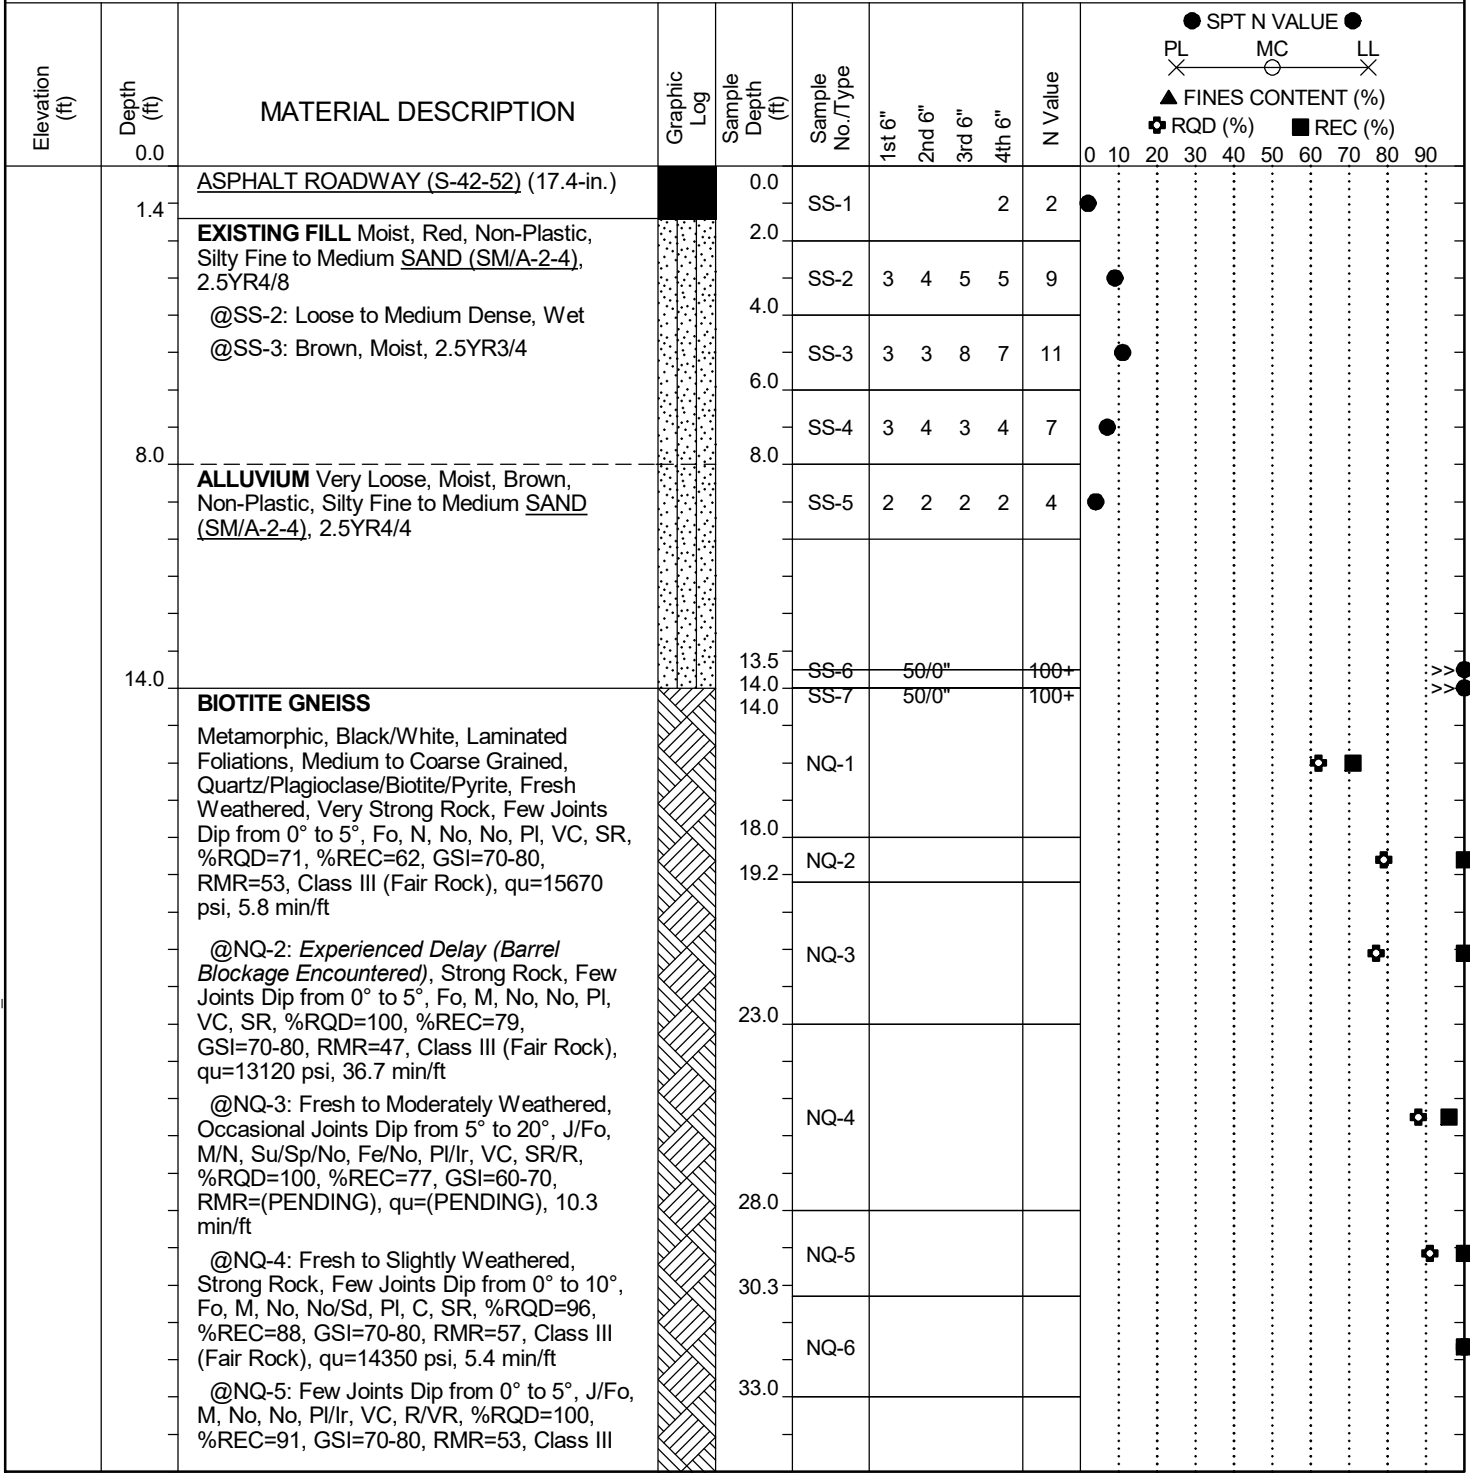 ● SPT N VALUE ●
PL MC LL
▲ FINES CONTENT (%)
RQD (%) ■ REC (%)
Elevation (ft)
Depth (ft)
0.0
MATERIAL DESCRIPTION
Graphic Log
Sample Depth (ft)
Sample No./Type
1st 6"
2nd 6"
3rd 6"
4th 6"
N Value
0 10 20 30 40 50 60 70 80 90
ASPHALT ROADWAY (S-42-52) (17.4-in.)
0.0
SS-1 2 2
1.4
2.0
EXISTING FILL Moist, Red, Non-Plastic,
Silty Fine to Medium SAND (SM/A-2-4),
2.5YR4/8
SS-2 3 4 5 5 9
@SS-2: Loose to Medium Dense, Wet
4.0
@SS-3: Brown, Moist, 2.5YR3/4
SS-3 3 3 8 7 11
6.0
SS-4 3 4 3 4 7
8.0
8.0
ALLUVIUM Very Loose, Moist, Brown,
Non-Plastic, Silty Fine to Medium SAND
(SM/A-2-4), 2.5YR4/4
SS-5 2 2 2 2 4
13.5
SS-6 50/0" 100+ >>
14.0
14.0
SS-7 50/0" 100+ >>
14.0
BIOTITE GNEISS
Metamorphic, Black/White, Laminated
Foliations, Medium to Coarse Grained,
Quartz/Plagioclase/Biotite/Pyrite, Fresh
Weathered, Very Strong Rock, Few Joints
Dip from 0° to 5°, Fo, N, No, No, Pl, VC, SR,
%RQD=71, %REC=62, GSI=70-80,
RMR=53, Class III (Fair Rock), qu=15670
psi, 5.8 min/ft
NQ-1
18.0
NQ-2
19.2
@NQ-2: Experienced Delay (Barrel
Blockage Encountered), Strong Rock, Few
Joints Dip from 0° to 5°, Fo, M, No, No, Pl,
VC, SR, %RQD=100, %REC=79,
GSI=70-80, RMR=47, Class III (Fair Rock),
qu=13120 psi, 36.7 min/ft
NQ-3
23.0
@NQ-3: Fresh to Moderately Weathered,
Occasional Joints Dip from 5° to 20°, J/Fo,
M/N, Su/Sp/No, Fe/No, Pl/Ir, VC, SR/R,
%RQD=100, %REC=77, GSI=60-70,
RMR=(PENDING), qu=(PENDING), 10.3
min/ft
NQ-4
28.0
@NQ-4: Fresh to Slightly Weathered,
Strong Rock, Few Joints Dip from 0° to 10°,
Fo, M, No, No/Sd, Pl, C, SR, %RQD=96,
%REC=88, GSI=70-80, RMR=57, Class III
(Fair Rock), qu=14350 psi, 5.4 min/ft
NQ-5
30.3
NQ-6
33.0
@NQ-5: Few Joints Dip from 0° to 5°, J/Fo,
M, No, No, Pl/Ir, VC, R/VR, %RQD=100,
%REC=91, GSI=70-80, RMR=53, Class III